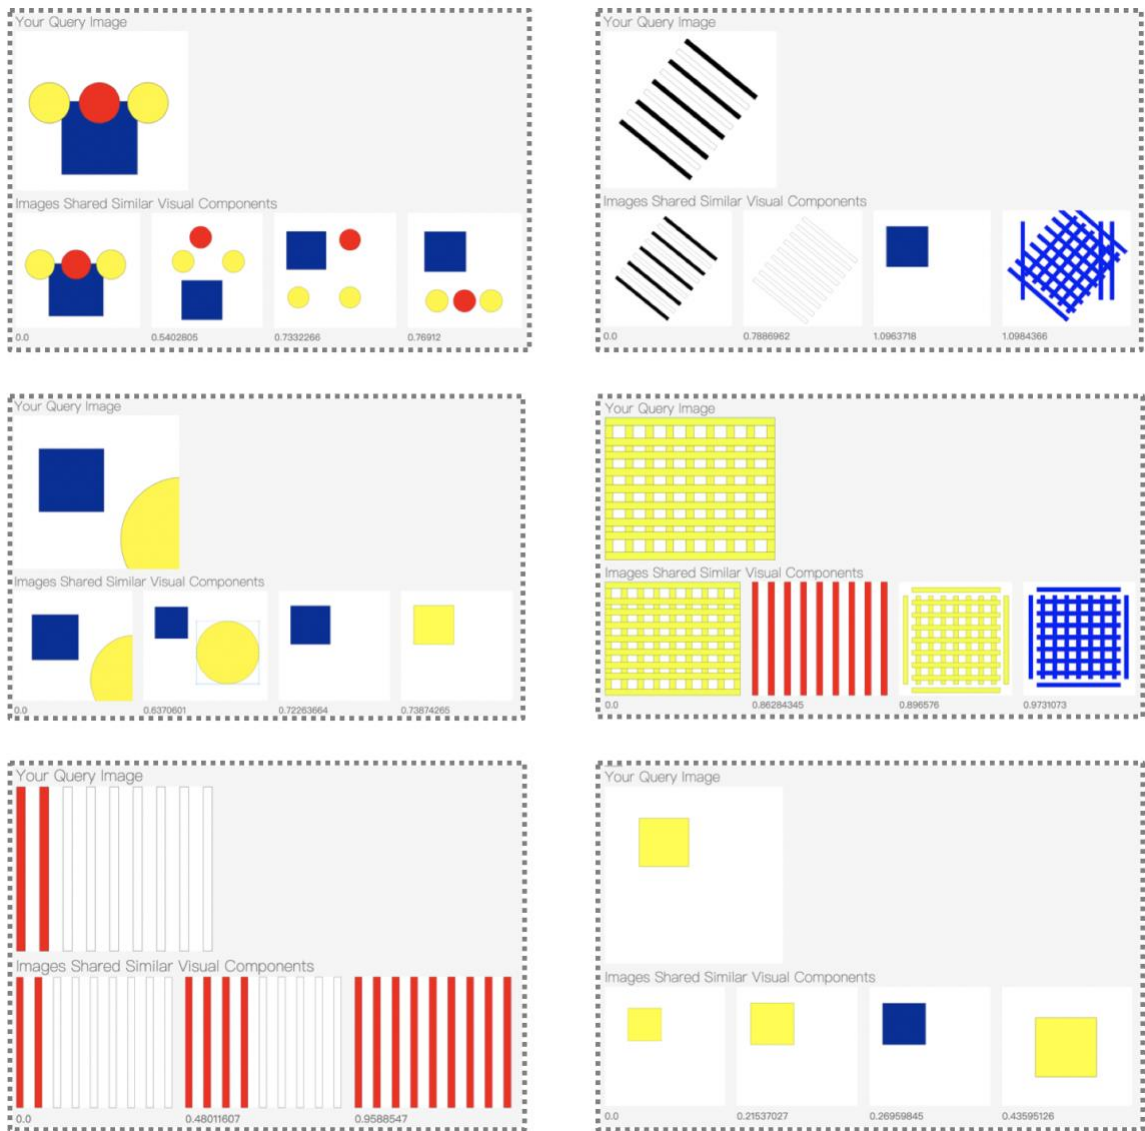 Your Query Image
Images Shared Similar Visual Components
0.0 0.5402805 0.7332266 0.76912
Your Query Image
Images Shared Similar Visual Components
0.0 0.7886962 1.0963718 1.0984366
Your Query Image
Images Shared Similar Visual Components
0.0 0.6370601 0.72263664 0.73874265
Your Query Image
Images Shared Similar Visual Components
0.0 0.86284345 0.896576 0.9731073
Your Query Image
Images Shared Similar Visual Components
0.0 0.48011607 0.9588547
Your Query Image
Images Shared Similar Visual Components
0.0 0.21537027 0.26959845 0.43595126